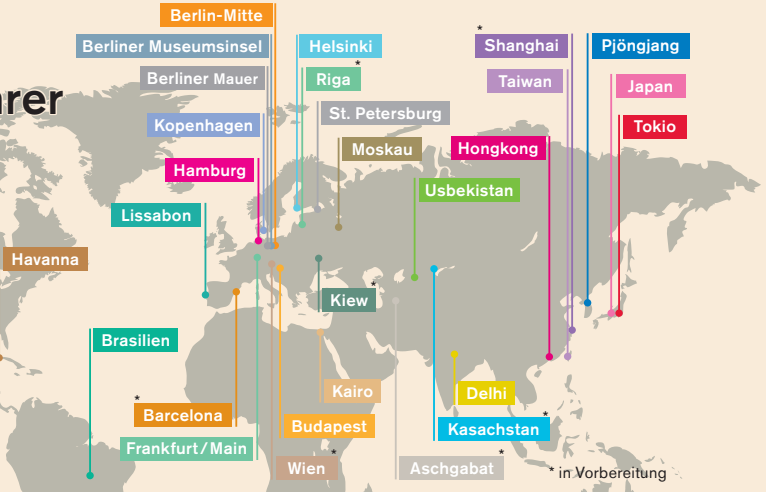 Berlin-Mitte
Berliner Museumsinsel
Helsinki
* Shanghai
Pjöngjang
Berliner Mauer
Riga *
Taiwan
Japan
rer
Kopenhagen
St. Petersburg
Tokio
Moskau
Hongkong
Hamburg
Usbekistan
Lissabon
Havanna
Kiew *
Brasilien
Kairo
Delhi
* Barcelona
Budapest
Kasachstan *
Frankfurt / Main
Wien *
Aschgabat *
* in Vorbereitung